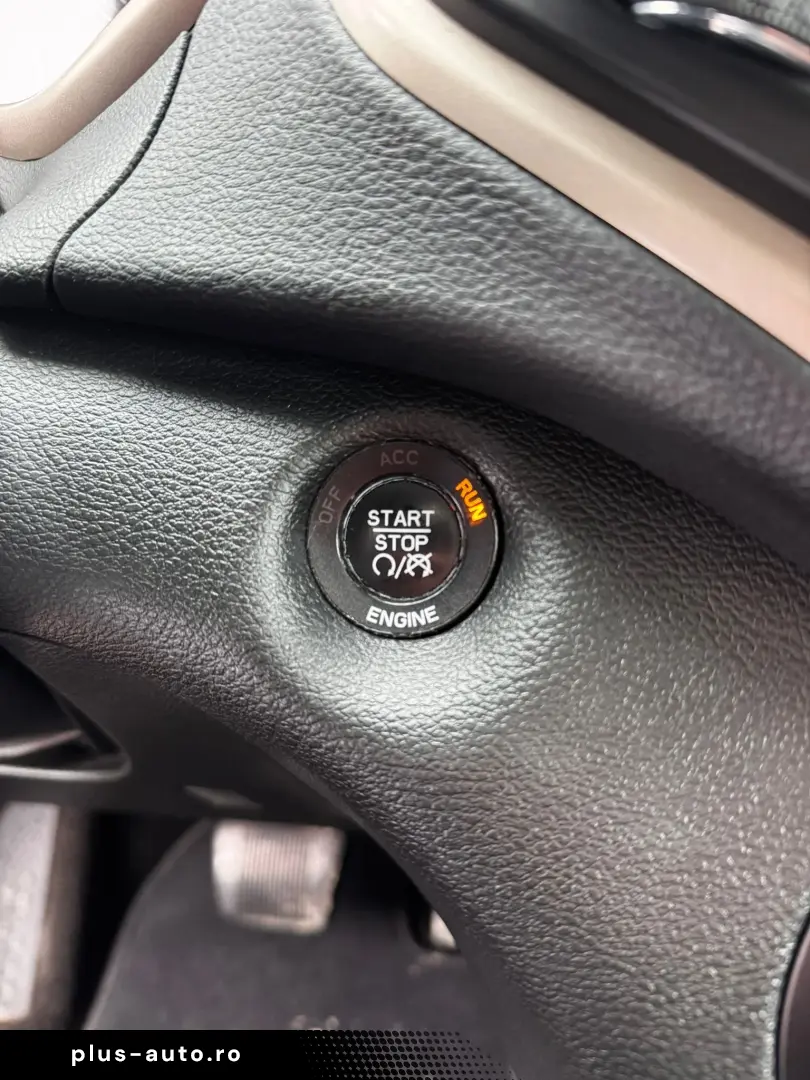 ACC
OFF
RUN
START
STOP
ENGINE
plus-auto.ro